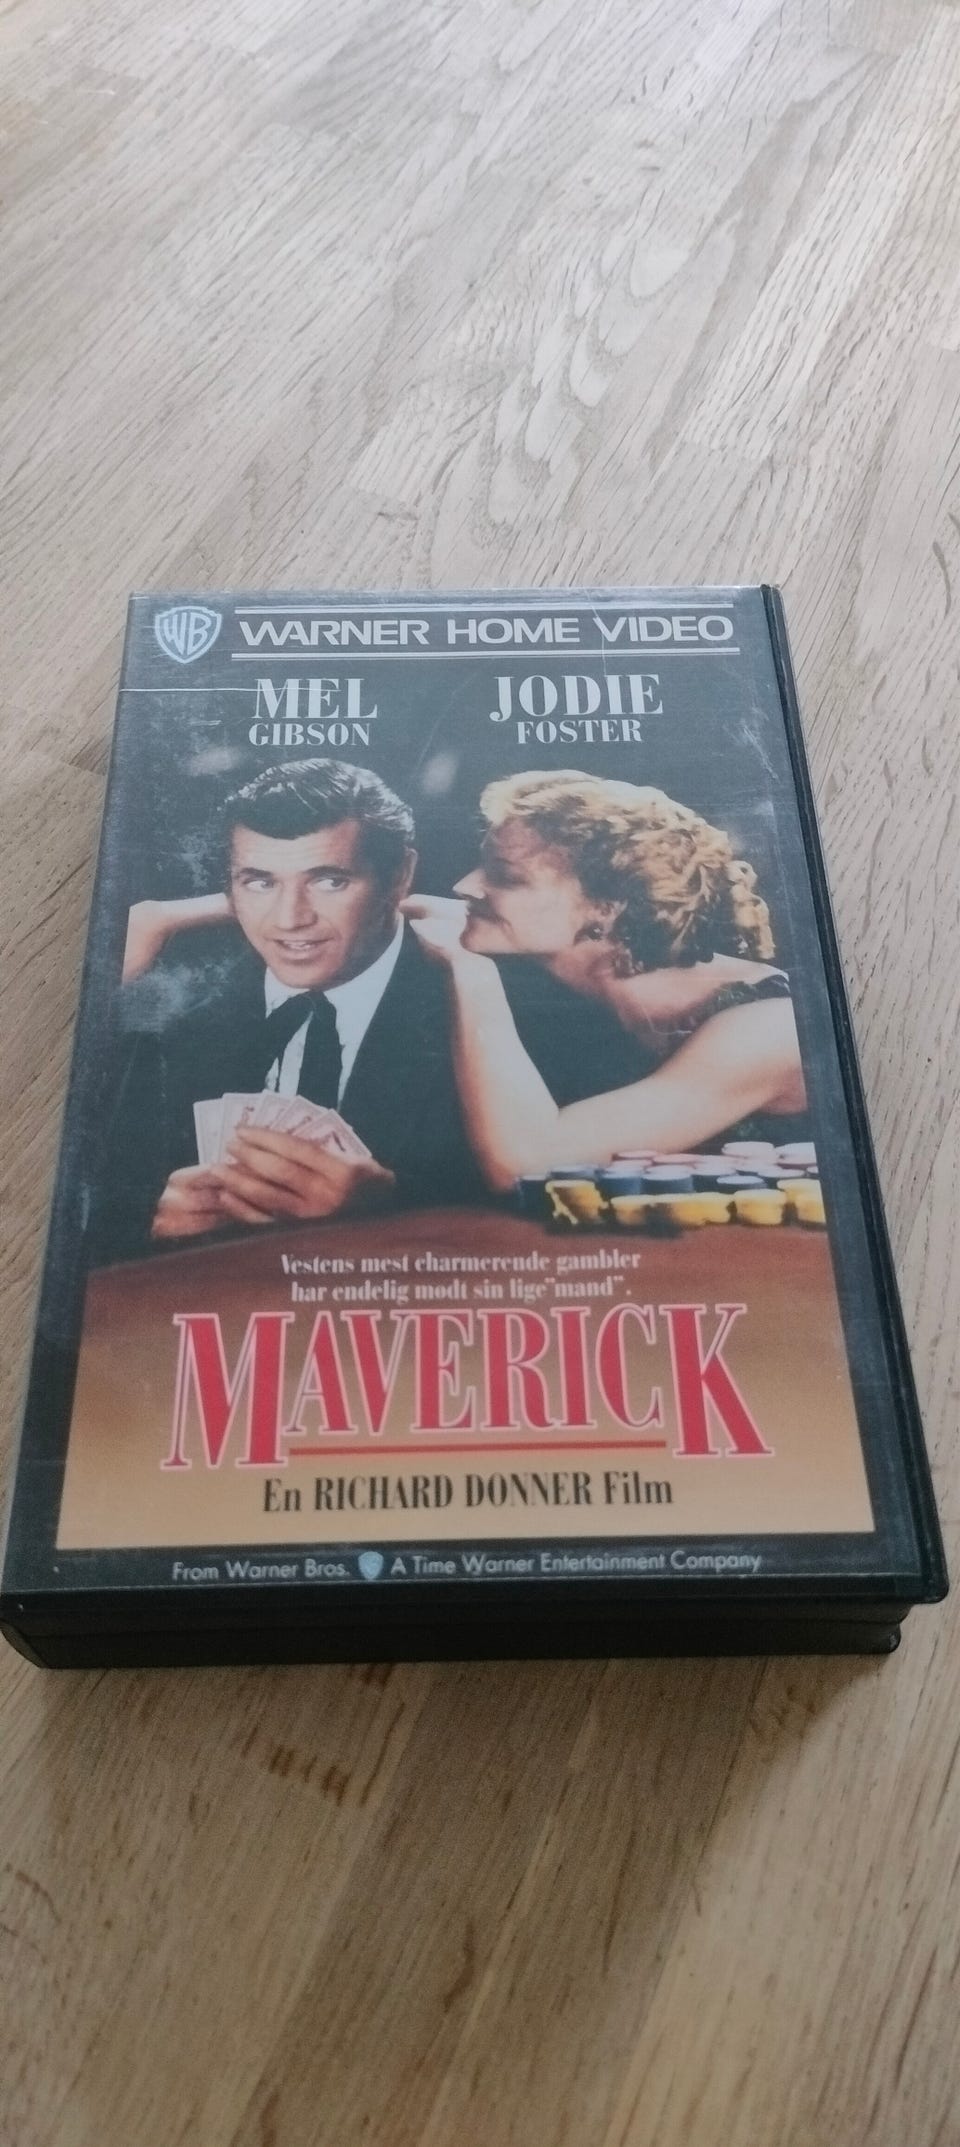 WB WARNER HOME VIDEO
MEL JODIE
GIBSON FOSTER
Vestens mest charmerende gambler
har endelig mødt sin lige "mand".
MAVERICK
En RICHARD DONNER Film
From Warner Bros. A Time Warner Entertainment Company